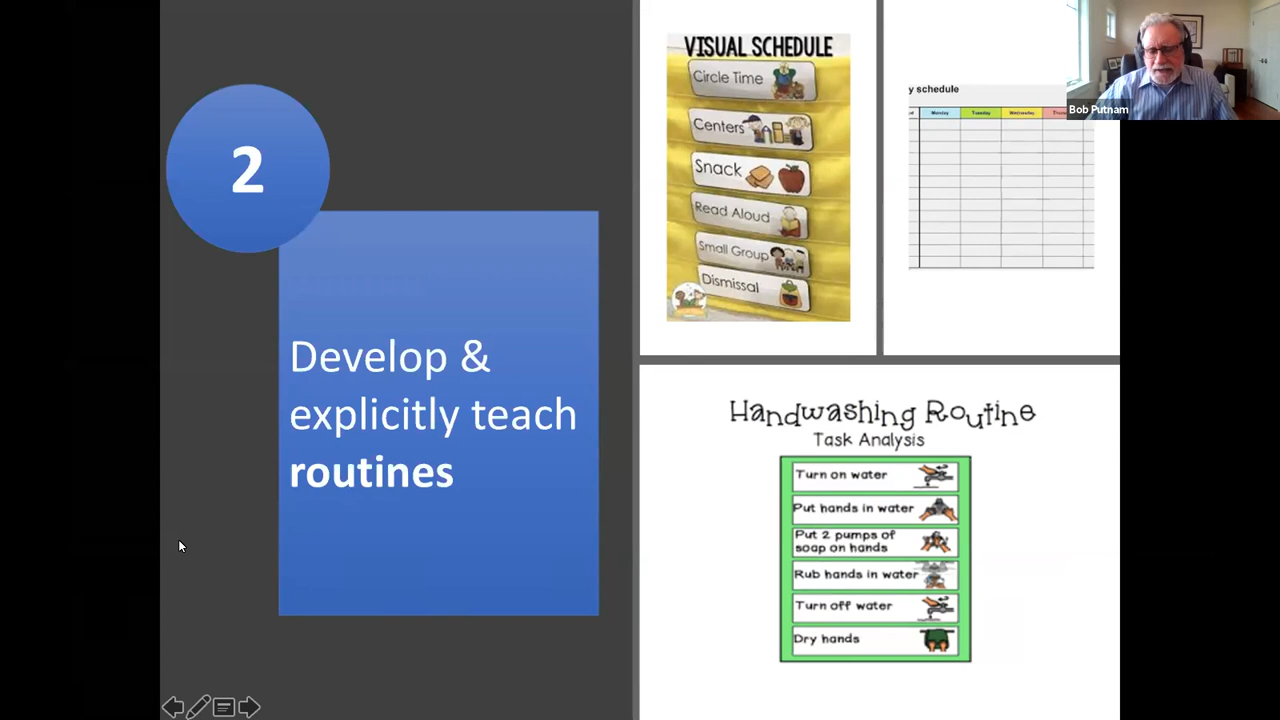 2
Develop &
explicitly teach
routines
VISUAL SCHEDULE
Circle Time
Centers
Snack
Read Aloud
Small Group
Dismissal
y schedule
Monday Tuesday Wednesday
Bob Putnam
Handwashing Routine
Task Analysis
Turn on water
Put hands in water
Put 2 pumps of
soap on hands
Rub hands in water
Turn off water
Dry hands